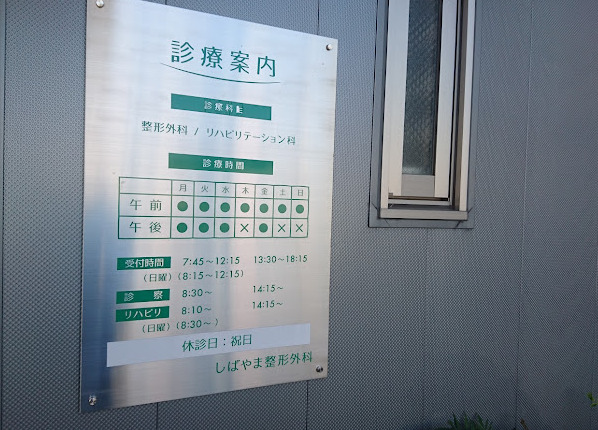 診療案内
診療科目
整形外科 / リハビリテーション科
診療時間
月 火 水 木 金 土 日
午前 ● ● ● ● ● ● ●
午後 ● ● ● × ● × ×
受付時間 7:45～12:15 13:30～18:15
(日曜) (8:15～12:15)
診察 8:30～ 14:15～
リハビリ 8:10～ 14:15～
(日曜) (8:30～)
休診日：祝日
しばやま整形外科